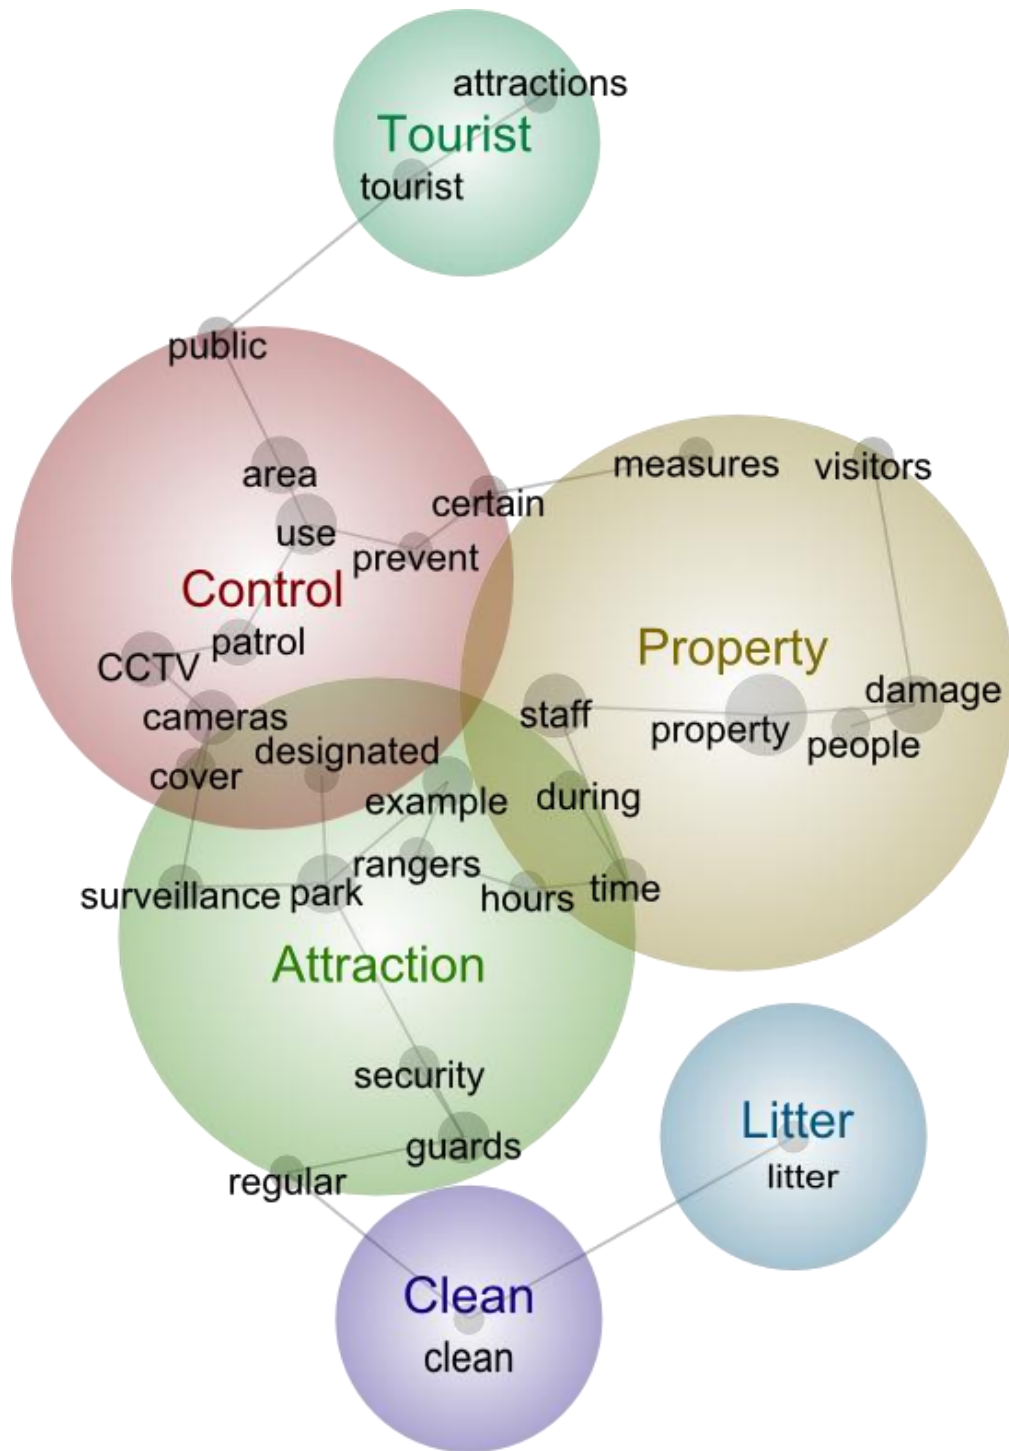 attractions
Tourist
tourist
public
area
certain
measures
visitors
use
prevent
Control
Property
patrol
CCTV
cameras
designated
cover
staff
property
damage
people
example
during
rangers
surveillance
park
hours
time
Attraction
security
guards
regular
Litter
litter
Clean
clean